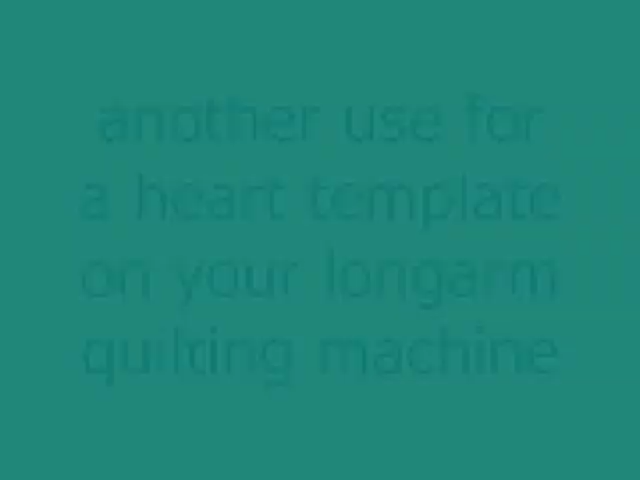 another use for
a heart template
on your longarm
quilting machine